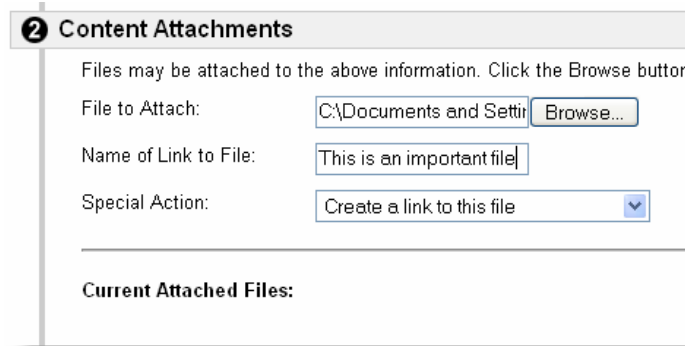 2 Content Attachments
Files may be attached to the above information. Click the Browse button
File to Attach: C:\Documents and Settin Browse...
Name of Link to File: This is an important file
Special Action: Create a link to this file
Current Attached Files: